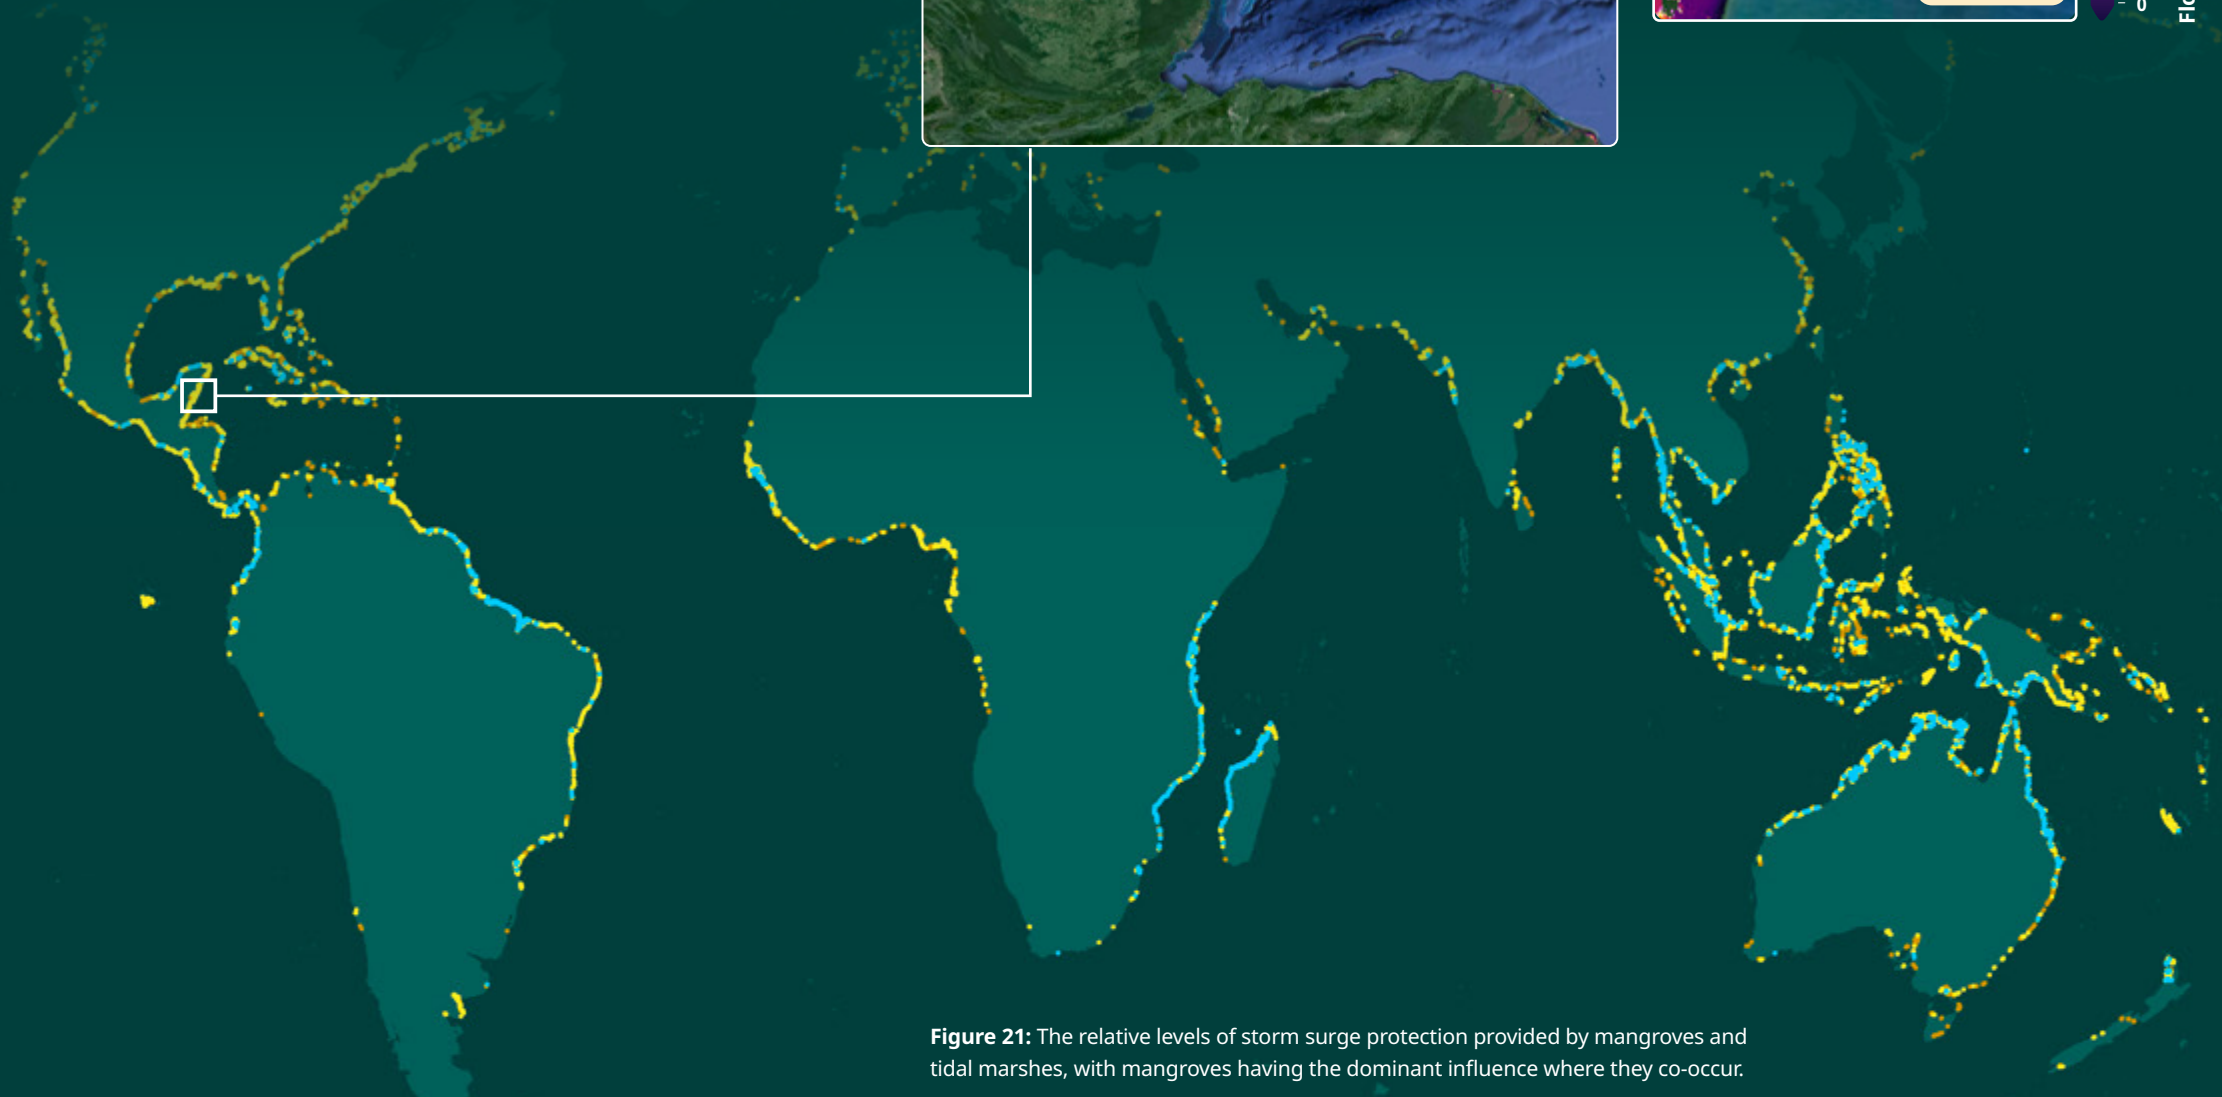 0
Figure 21: The relative levels of storm surge protection provided by mangroves and
tidal marshes, with mangroves having the dominant influence where they co-occur.